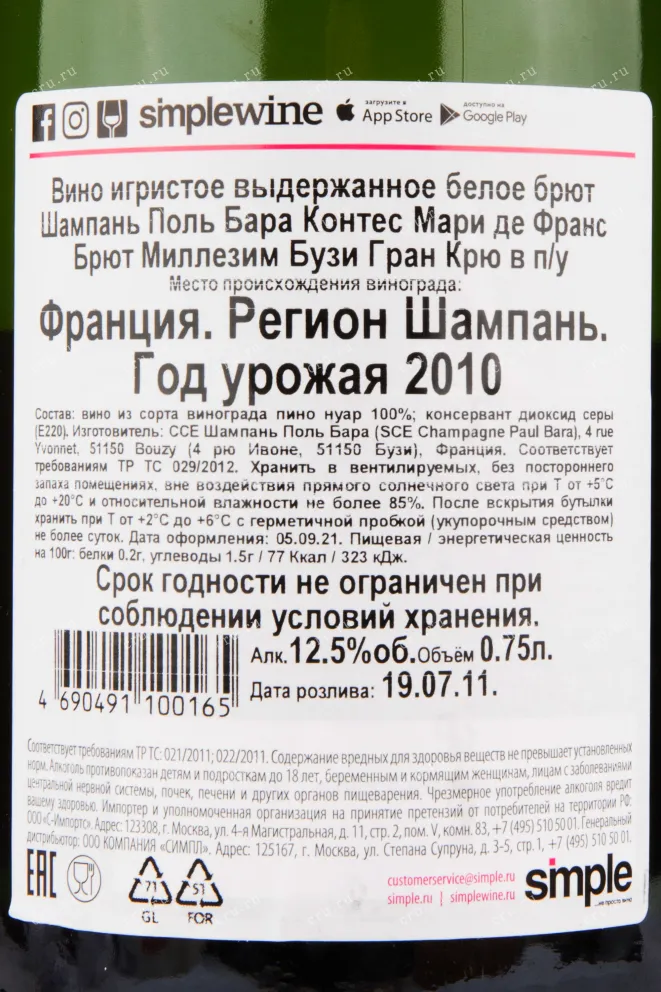 simplewine загрузите в App Store доступно на Google Play
Вино игристое выдержанное белое брют
Шампань Поль Бара Контес Мари де Франс
Брют Миллезим Бузи Гран Крю в п/у
Место происхождения винограда:
Франция. Регион Шампань.
Год урожая 2010
Состав: вино из сорта винограда пино нуар 100%; консервант диоксид серы
(Е220). Изготовитель: ССЕ Шампань Поль Бара (SCE Champagne Paul Bara), 4 rue
Yvonnet, 51150 Bouzy (4 рю Ивоне, 51150 Бузи), Франция. Соответствует
требованиям ТР ТС 029/2012. Хранить в вентилируемых, без постороннего
запаха помещениях, вне воздействия прямого солнечного света при Т от +5°С
до +20°С и относительной влажности не более 85%. После вскрытия бутылки
хранить при Т от +2°С до +6°С с герметичной пробкой (укупорочным средством)
не более суток. Дата оформления: 05.09.21. Пищевая / энергетическая ценность
на 100г: белки 0.2г, углеводы 1.5г / 77 Ккал / 323 кДж.
Срок годности не ограничен при
соблюдении условий хранения.
Алк. 12.5%об. Объём 0.75л.
Дата розлива: 19.07.11.
4 690491 100165
Соответствует требованиям ТР ТС: 021/2011; 022/2011. Содержание вредных для здоровья веществ не превышает установленных
норм. Алкоголь противопоказан детям и подросткам до 18 лет, беременным и кормящим женщинам, лицам с заболеваниями
центральной нервной системы, почек, печени и других органов пищеварения. Чрезмерное употребление алкоголя вредит
вашему здоровью. Импортер и уполномоченная организация на принятие претензий от потребителей на территории РФ:
ООО «С-Импортс». Адрес: 123308, г. Москва, ул. 4-я Магистральная, д. 11, стр. 2, пом. V, комн. 83, +7 (495) 510 50 01. Генеральный
дистрибьютор: ООО КОМПАНИЯ «СИМПЛ». Адрес: 125167, г. Москва, ул. Степана Супруна, д. 3-5, стр. 1, +7 (495) 510 50 01.
EAC
71
GL
51
FOR
customerservice@simple.ru
simple.ru | simplewine.ru
simple
...не просто вино